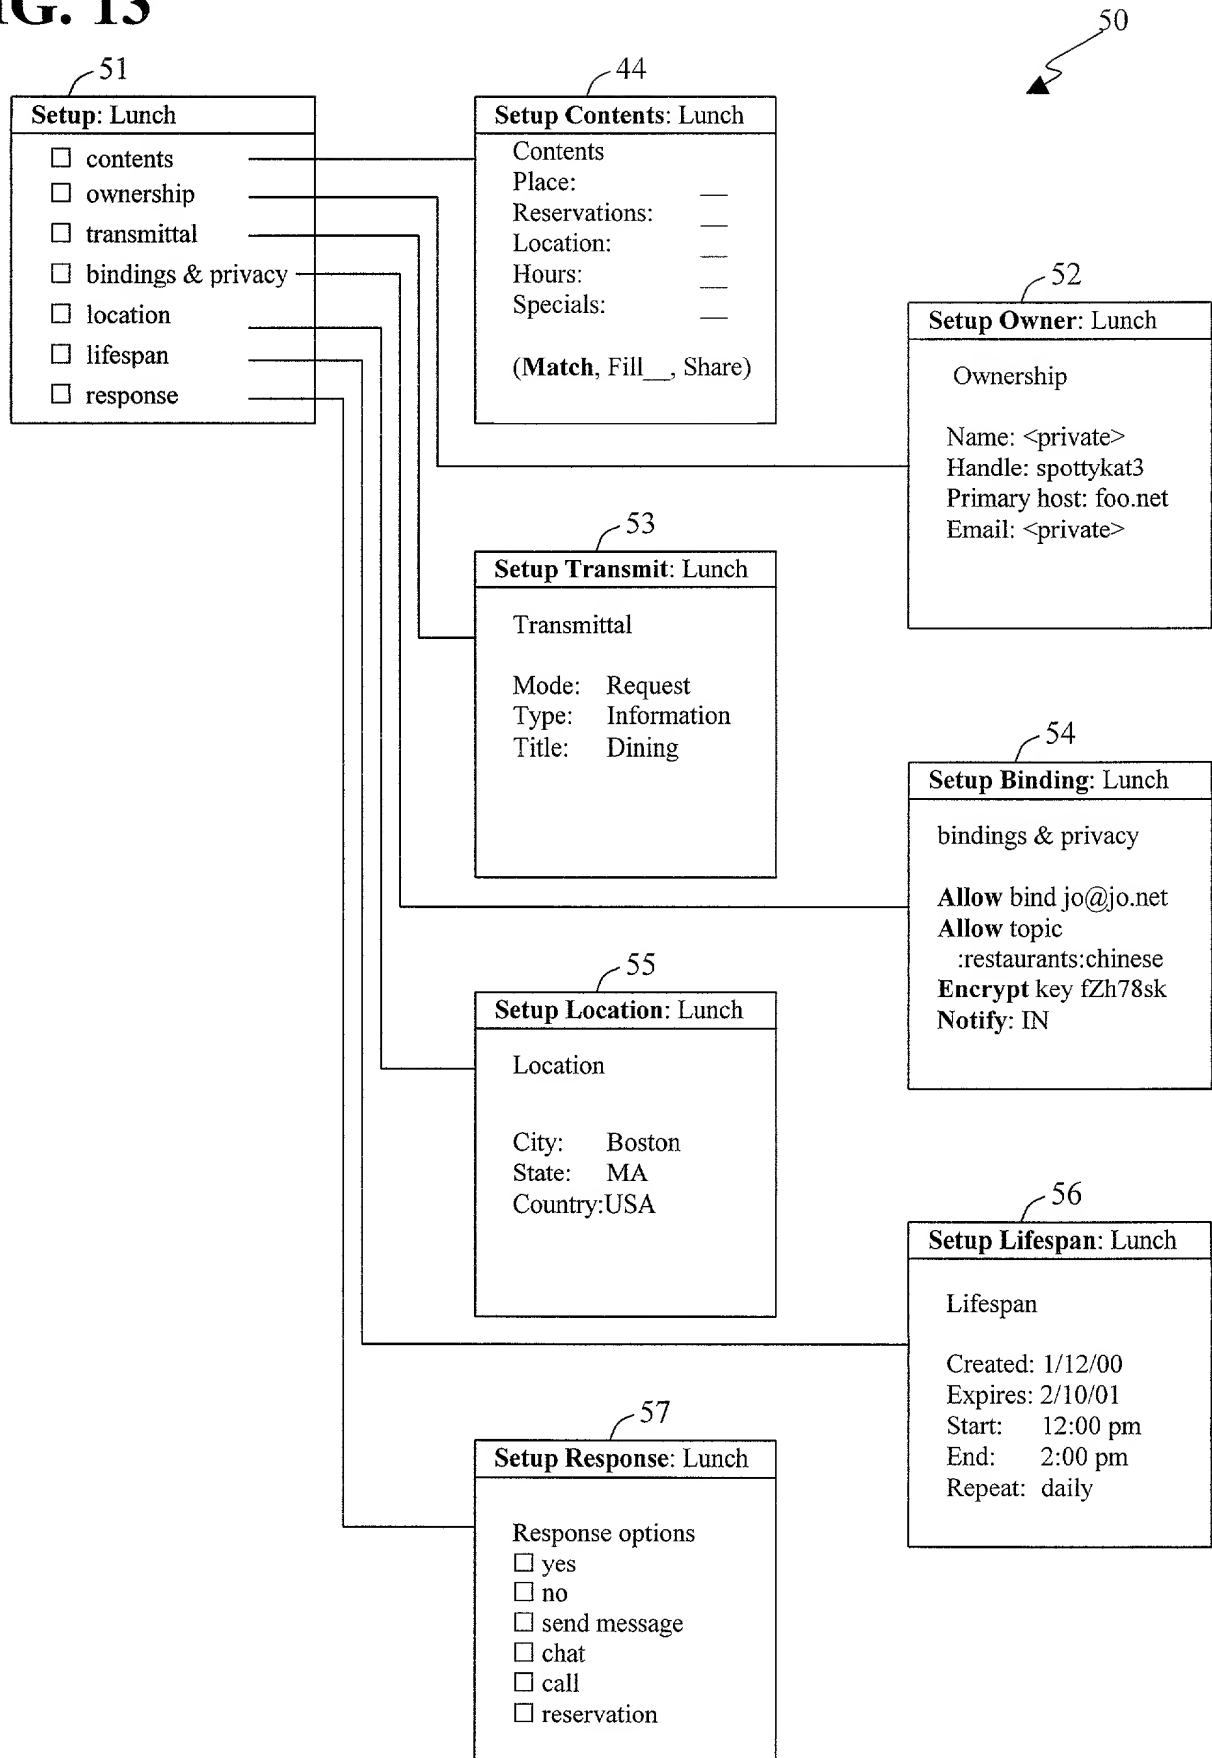 FIG. 13
50
51
Setup: Lunch
contents
ownership
transmittal
bindings & privacy
location
lifespan
response
44
Setup Contents: Lunch
Contents
Place: __
Reservations: __
Location: __
Hours: __
Specials: __
(Match, Fill__, Share)
52
Setup Owner: Lunch
Ownership
Name: <private>
Handle: spottykat3
Primary host: foo.net
Email: <private>
53
Setup Transmit: Lunch
Transmittal
Mode: Request
Type: Information
Title: Dining
54
Setup Binding: Lunch
bindings & privacy
Allow bind jo@jo.net
Allow topic
:restaurants:chinese
Encrypt key fZh78sk
Notify: IN
55
Setup Location: Lunch
Location
City: Boston
State: MA
Country:USA
56
Setup Lifespan: Lunch
Lifespan
Created: 1/12/00
Expires: 2/10/01
Start: 12:00 pm
End: 2:00 pm
Repeat: daily
57
Setup Response: Lunch
Response options
yes
no
send message
chat
call
reservation